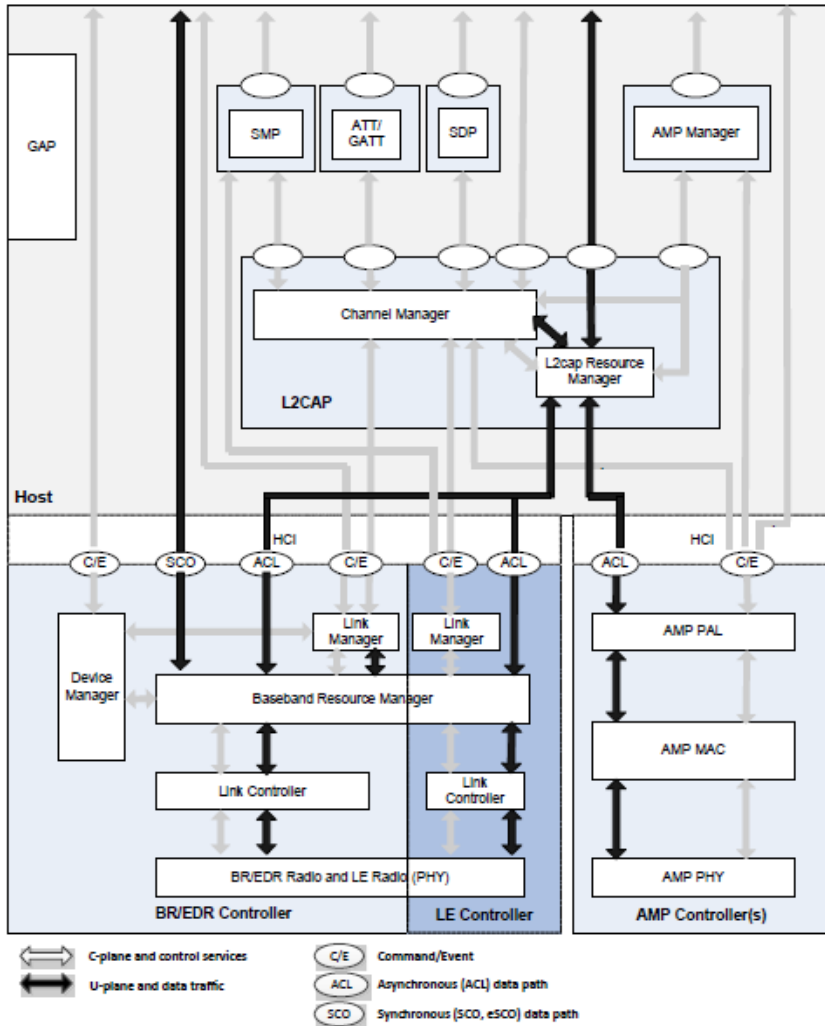 GAP
SMP
ATT/
GATT
SDP
AMP Manager
Channel Manager
L2cap Resource
Manager
L2CAP
Host
HCI
HCI
C/E
SCO
ACL
C/E
C/E
ACL
ACL
C/E
Link
Manager
Link
Manager
AMP PAL
Device
Manager
Baseband Resource Manager
AMP MAC
Link Controller
Link
Controller
BR/EDR Radio and LE Radio (PHY)
AMP PHY
BR/EDR Controller
LE Controller
AMP Controller(s)
C-plane and control services
C/E
Command/Event
U-plane and data traffic
ACL
Asynchronous (ACL) data path
SCO
Synchronous (SCO, eSCO) data path